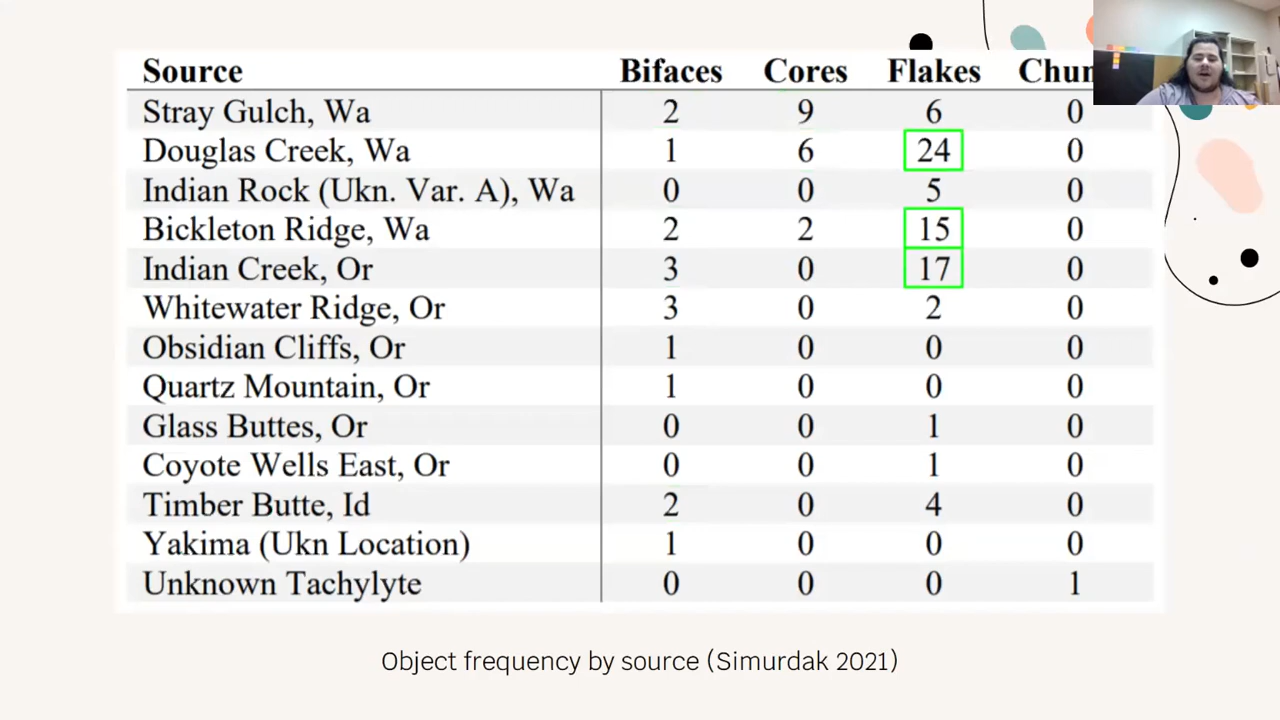 Source Bifaces Cores Flakes
Stray Gulch, Wa 2 9 6 0
Douglas Creek, Wa 1 6 24 0
Indian Rock (Ukn. Var. A), Wa 0 0 5 0
Bickleton Ridge, Wa 2 2 15 0
Indian Creek, Or 3 0 17 0
Whitewater Ridge, Or 3 0 2 0
Obsidian Cliffs, Or 1 0 0 0
Quartz Mountain, Or 1 0 0 0
Glass Buttes, Or 0 0 1 0
Coyote Wells East, Or 0 0 1 0
Timber Butte, Id 2 0 4 0
Yakima (Ukn Location) 1 0 0 0
Unknown Tachylyte 0 0 0 1
Object frequency by source (Simurdak 2021)